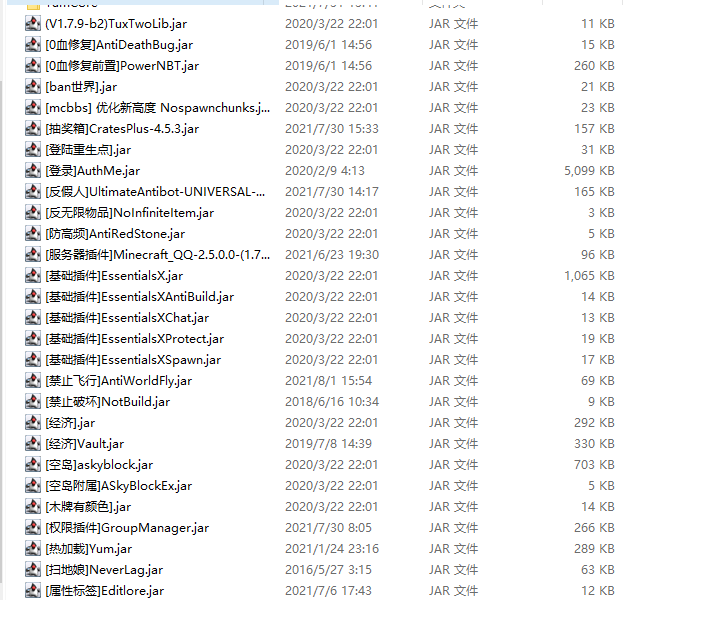 (V1.7.9-b2)TuxTwoLib.jar 2020/3/22 22:01 JAR 文件 11 KB
[0血修复]AntiDeathBug.jar 2019/6/1 14:56 JAR 文件 15 KB
[0血修复前置]PowerNBT.jar 2019/6/1 14:56 JAR 文件 260 KB
[ban世界].jar 2020/3/22 22:01 JAR 文件 21 KB
[mcbbs] 优化新高度 Nospawnchunks.j... 2020/3/22 22:01 JAR 文件 23 KB
[抽奖箱]CratesPlus-4.5.3.jar 2021/7/30 15:33 JAR 文件 157 KB
[登陆重生点].jar 2020/3/22 22:01 JAR 文件 31 KB
[登录]AuthMe.jar 2020/2/9 4:13 JAR 文件 5,099 KB
[反假人]UltimateAntibot-UNIVERSAL-... 2021/7/30 14:17 JAR 文件 165 KB
[反无限物品]NoInfiniteItem.jar 2020/3/22 22:01 JAR 文件 3 KB
[防高频]AntiRedStone.jar 2020/3/22 22:01 JAR 文件 5 KB
[服务器插件]Minecraft_QQ-2.5.0.0-(1.7... 2021/6/23 19:30 JAR 文件 96 KB
[基础插件]EssentialsX.jar 2020/3/22 22:01 JAR 文件 1,065 KB
[基础插件]EssentialsXAntiBuild.jar 2020/3/22 22:01 JAR 文件 14 KB
[基础插件]EssentialsXChat.jar 2020/3/22 22:01 JAR 文件 13 KB
[基础插件]EssentialsXProtect.jar 2020/3/22 22:01 JAR 文件 19 KB
[基础插件]EssentialsXSpawn.jar 2020/3/22 22:01 JAR 文件 17 KB
[禁止飞行]AntiWorldFly.jar 2021/8/1 15:54 JAR 文件 69 KB
[禁止破坏]NotBuild.jar 2018/6/16 10:34 JAR 文件 9 KB
[经济].jar 2020/3/22 22:01 JAR 文件 292 KB
[经济]Vault.jar 2019/7/8 14:39 JAR 文件 330 KB
[空岛]askyblock.jar 2020/3/22 22:01 JAR 文件 703 KB
[空岛附属]ASkyBlockEx.jar 2020/3/22 22:01 JAR 文件 5 KB
[木牌有颜色].jar 2020/3/22 22:01 JAR 文件 14 KB
[权限插件]GroupManager.jar 2021/7/30 8:05 JAR 文件 266 KB
[热加载]Yum.jar 2021/1/24 23:16 JAR 文件 289 KB
[扫地娘]NeverLag.jar 2016/5/27 3:15 JAR 文件 63 KB
[属性标签]Editlore.jar 2021/7/6 17:43 JAR 文件 12 KB